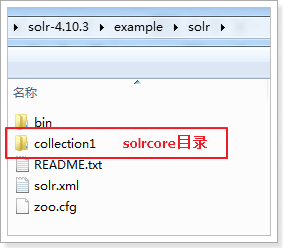 solr-4.10.3 ▸ example ▸ solr ▸
名称
bin
collection1 solrcore目录
README.txt
solr.xml
zoo.cfg